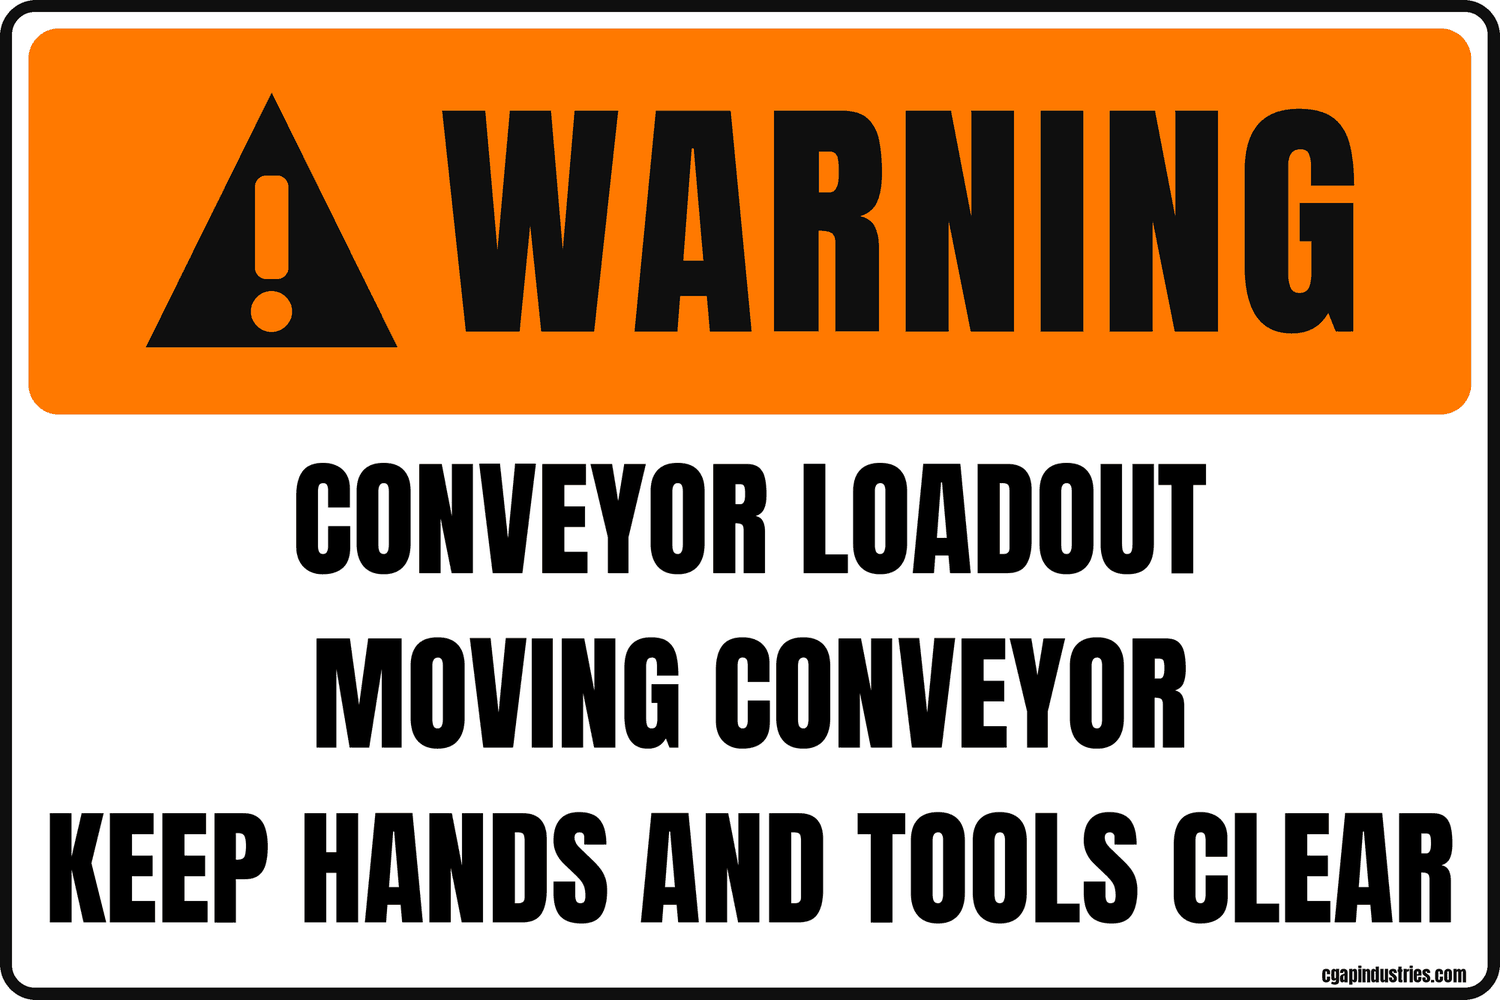 WARNING
CONVEYOR LOADOUT
MOVING CONVEYOR
KEEP HANDS AND TOOLS CLEAR
cgapindustries.com